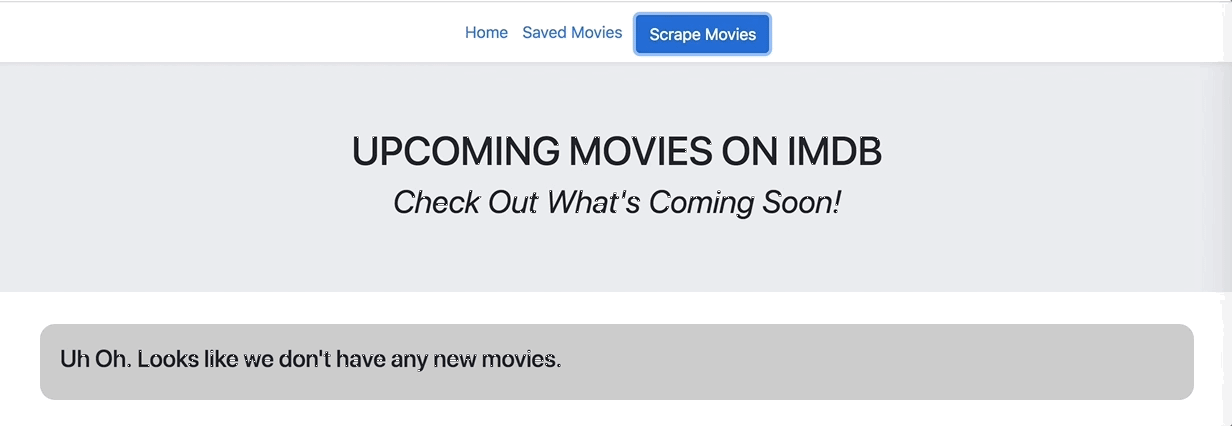 Home Saved Movies Scrape Movies
UPCOMING MOVIES ON IMDB
Check Out What's Coming Soon!
Uh Oh. Looks like we don't have any new movies.